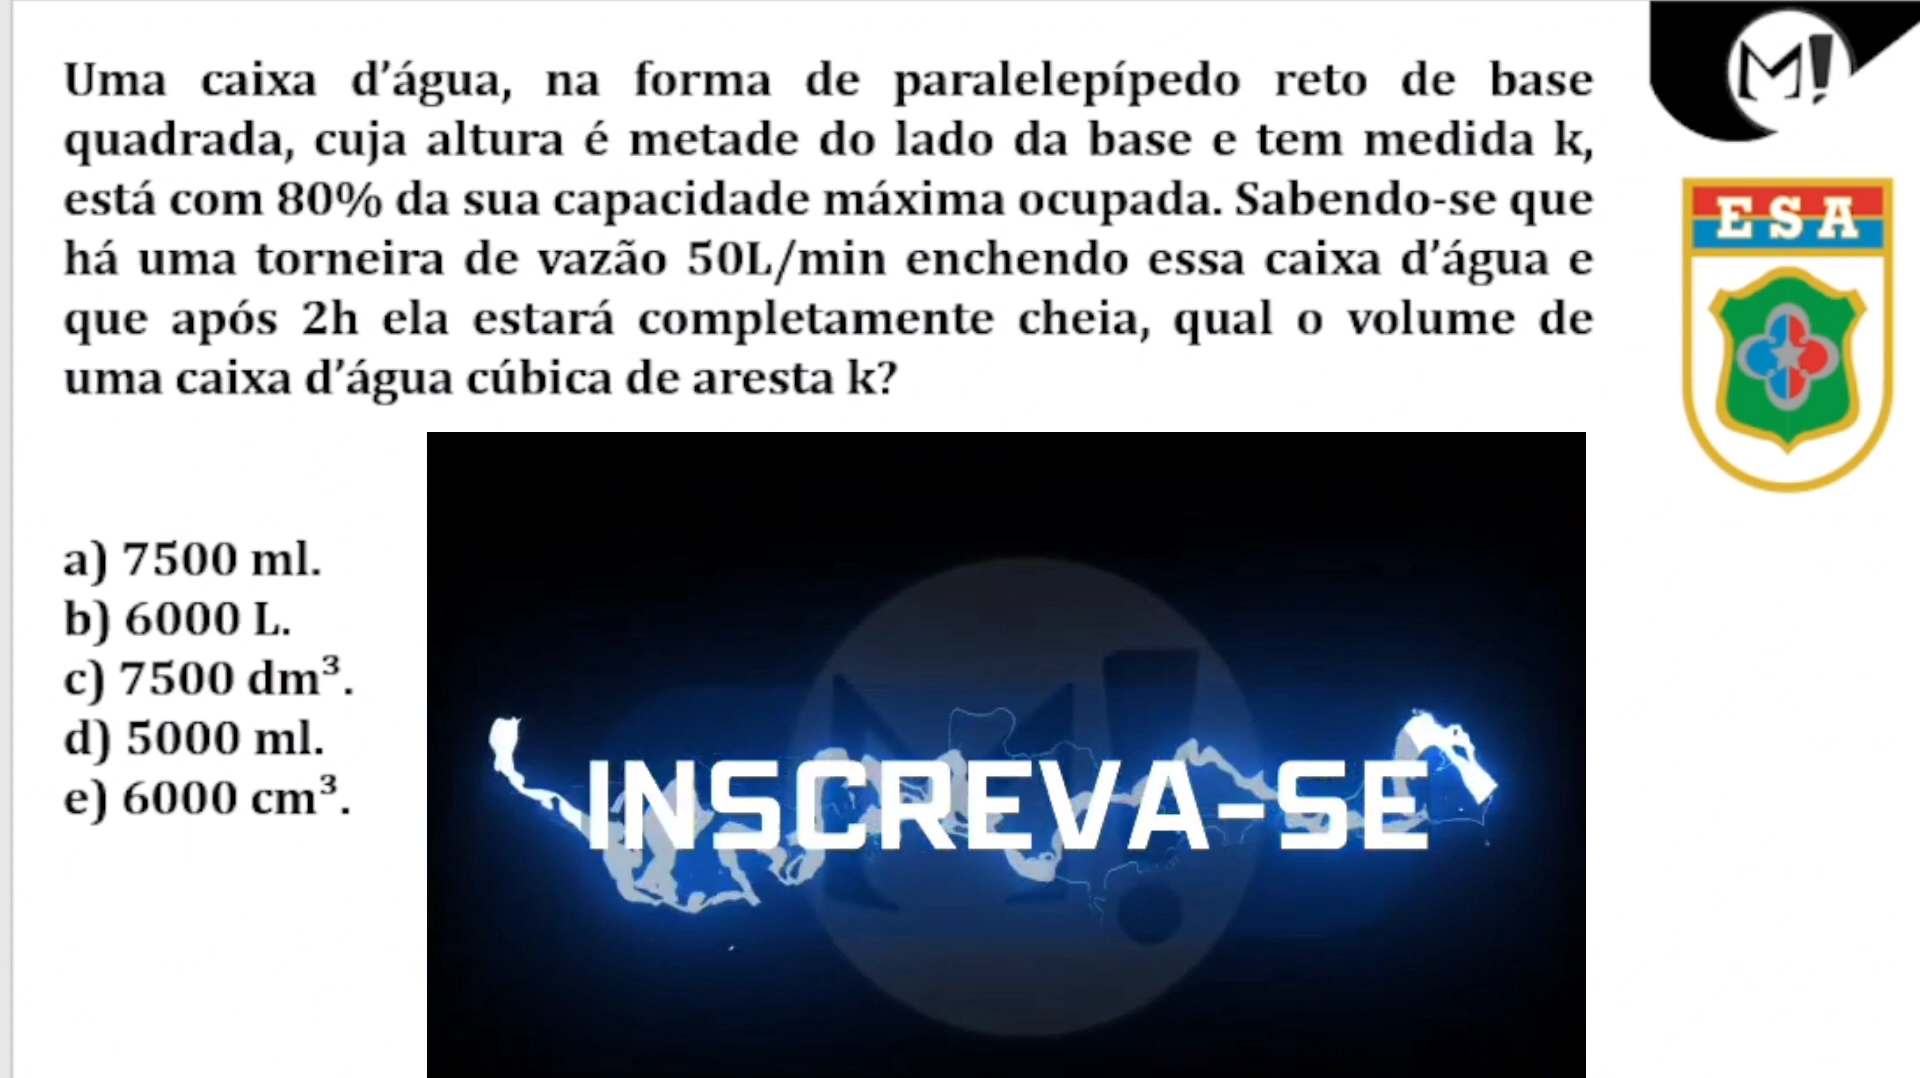 Uma caixa d’água, na forma de paralelepípedo reto de base
quadrada, cuja altura é metade do lado da base e tem medida k,
está com 80% da sua capacidade máxima ocupada. Sabendo-se que
há uma torneira de vazão 50L/min enchendo essa caixa d’água e
que após 2h ela estará completamente cheia, qual o volume de
uma caixa d’água cúbica de aresta k?
M!
ESA
a) 7500 ml.
b) 6000 L.
c) 7500 dm³.
d) 5000 ml.
e) 6000 cm³.
M!
INSCREVA-SE